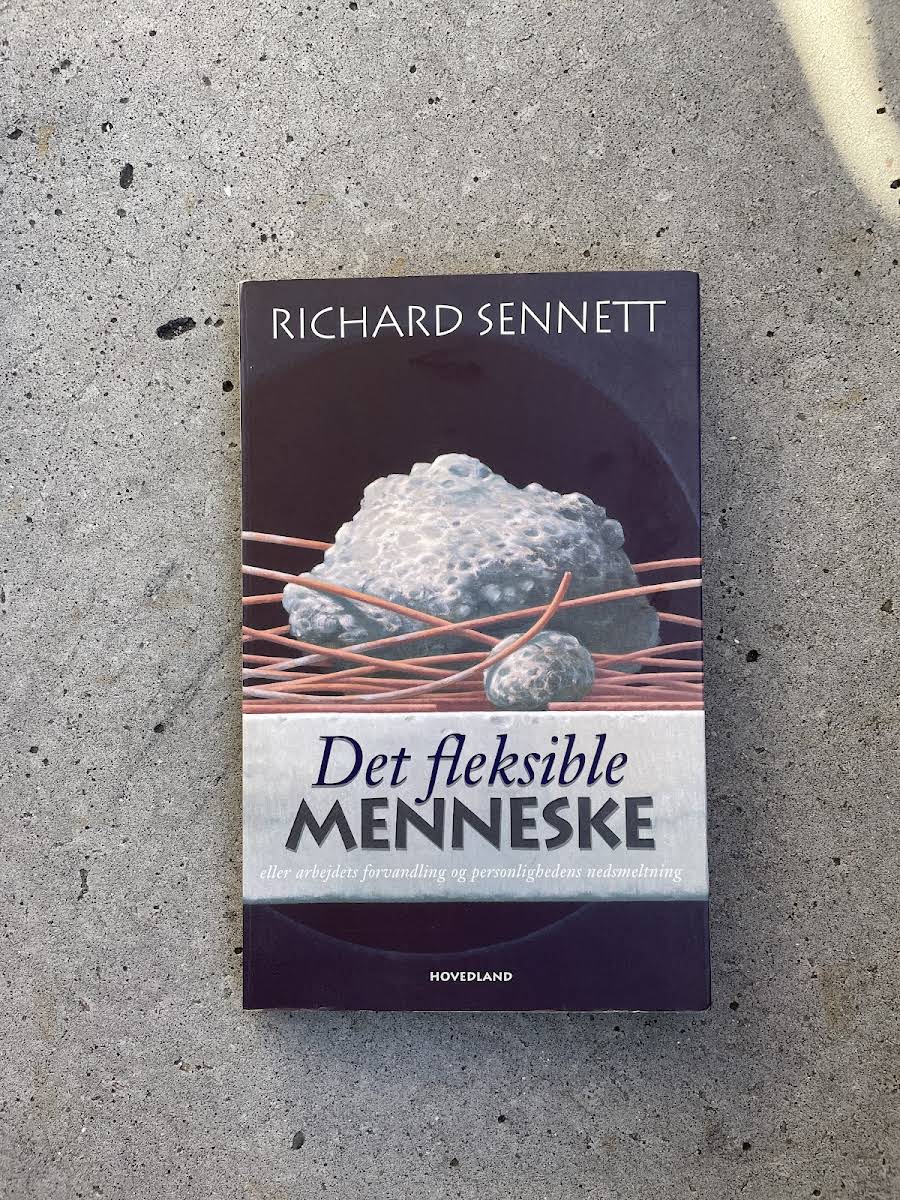 RICHARD SENNETT
Det fleksible
MENNESKE
eller arbejdets forvandling og personlighedens nedsmeltning
HOVEDLAND